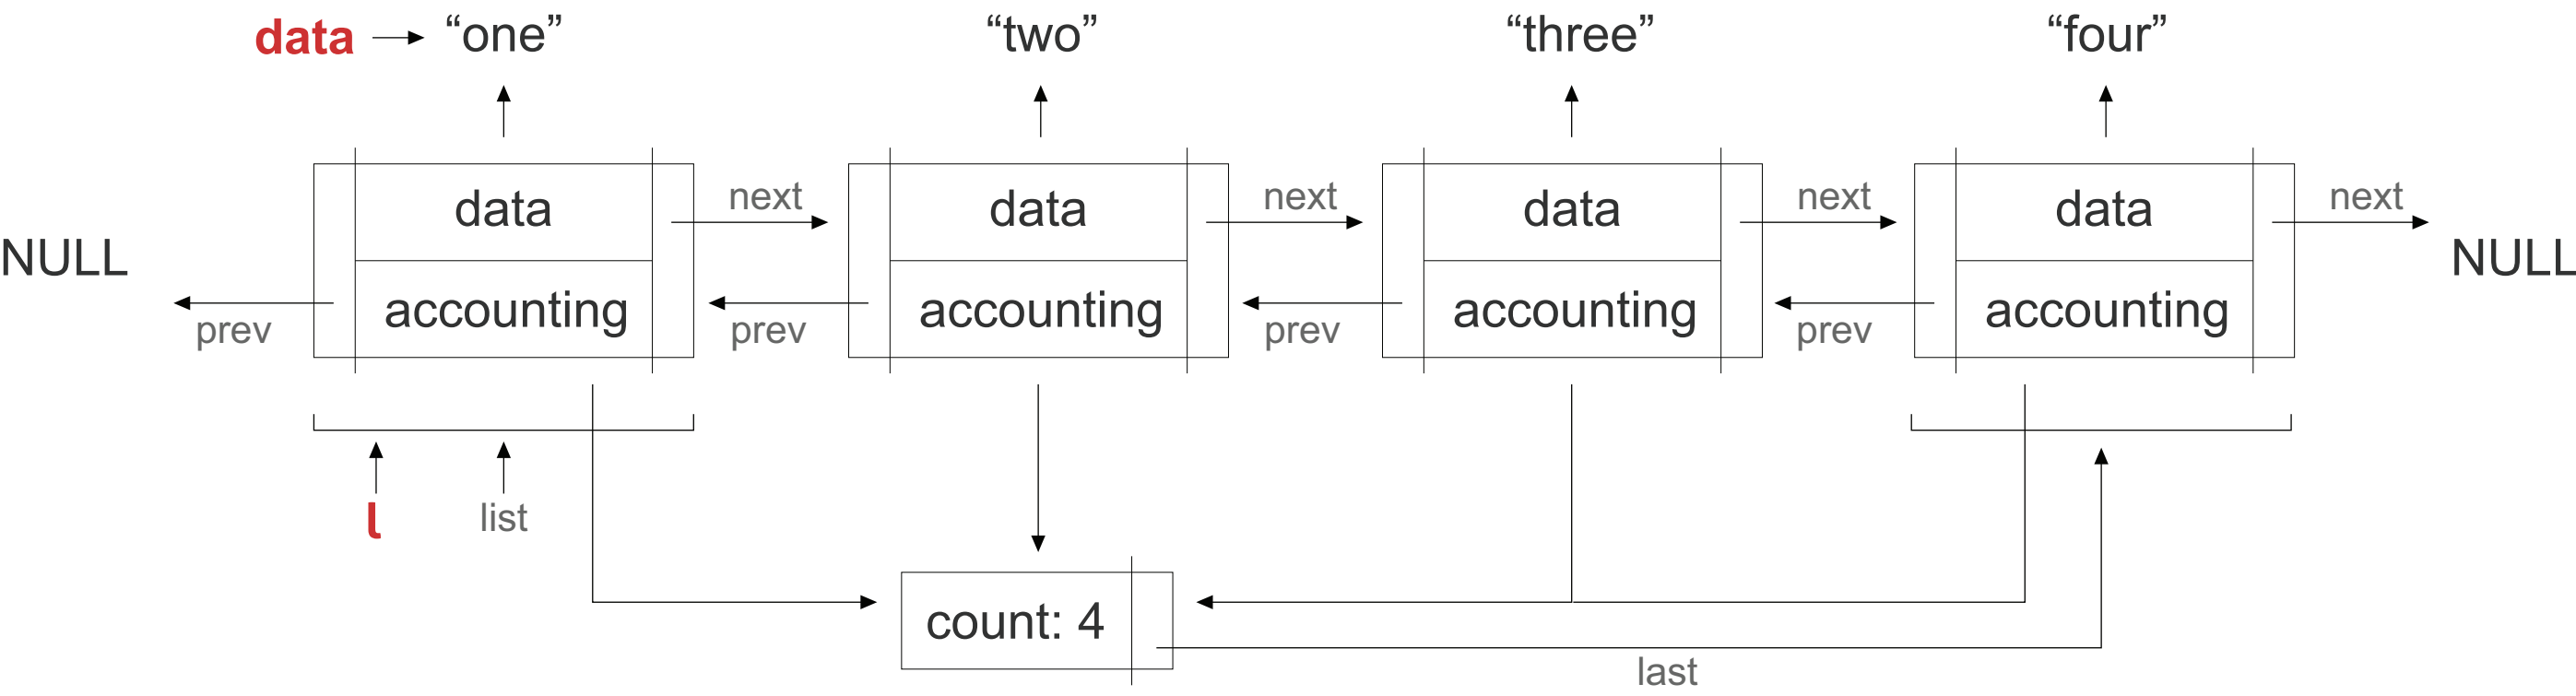 data “one” “two” “three” “four”
data next data next data next data next
NULL NULL
accounting accounting accounting accounting
prev prev prev prev
l list
count: 4
last